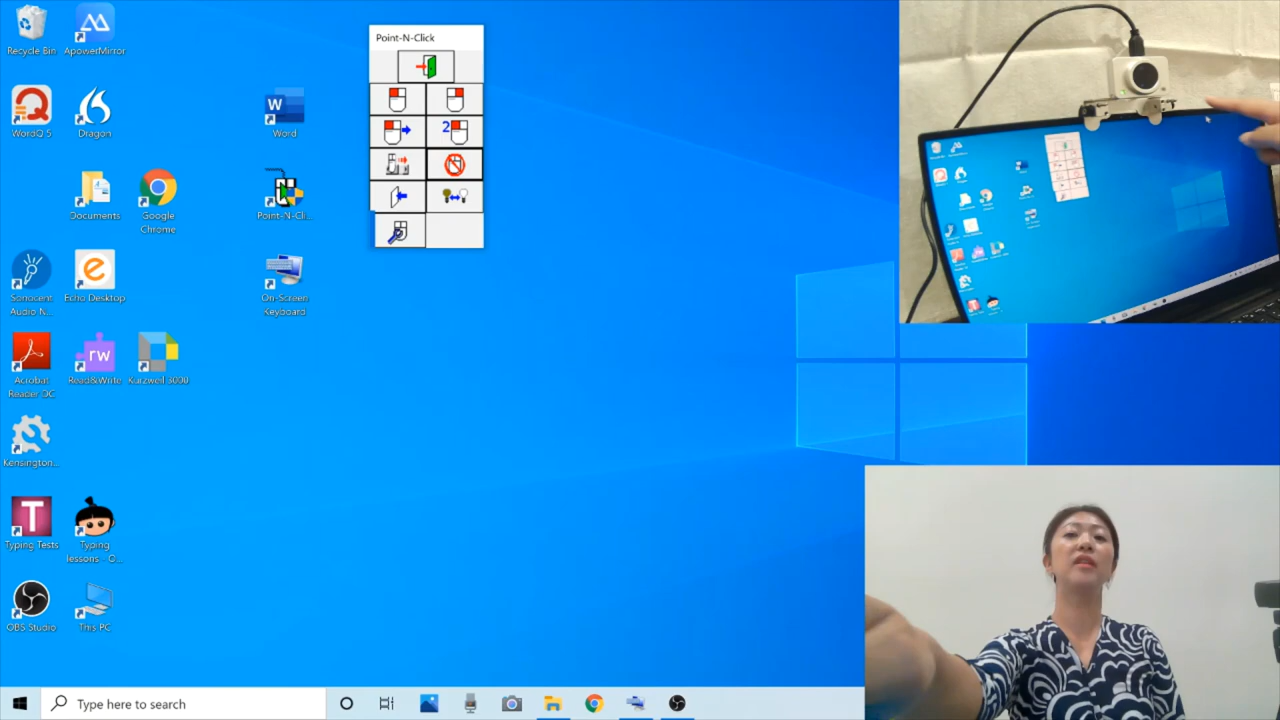 Recycle Bin
ApowerMirror
Point-N-Click
2
WordQ 5
Dragon
W
Word
Documents
Google
Chrome
Point-N-Cli...
Sonocent
Audio N...
Echo Desktop
On-Screen
Keyboard
rw
Acrobat
Reader DC
Read&Write
Kurzweil 3000
Kensington...
T
Typing Tests
Typing
lessons - O...
OBS Studio
This PC
Type here to search